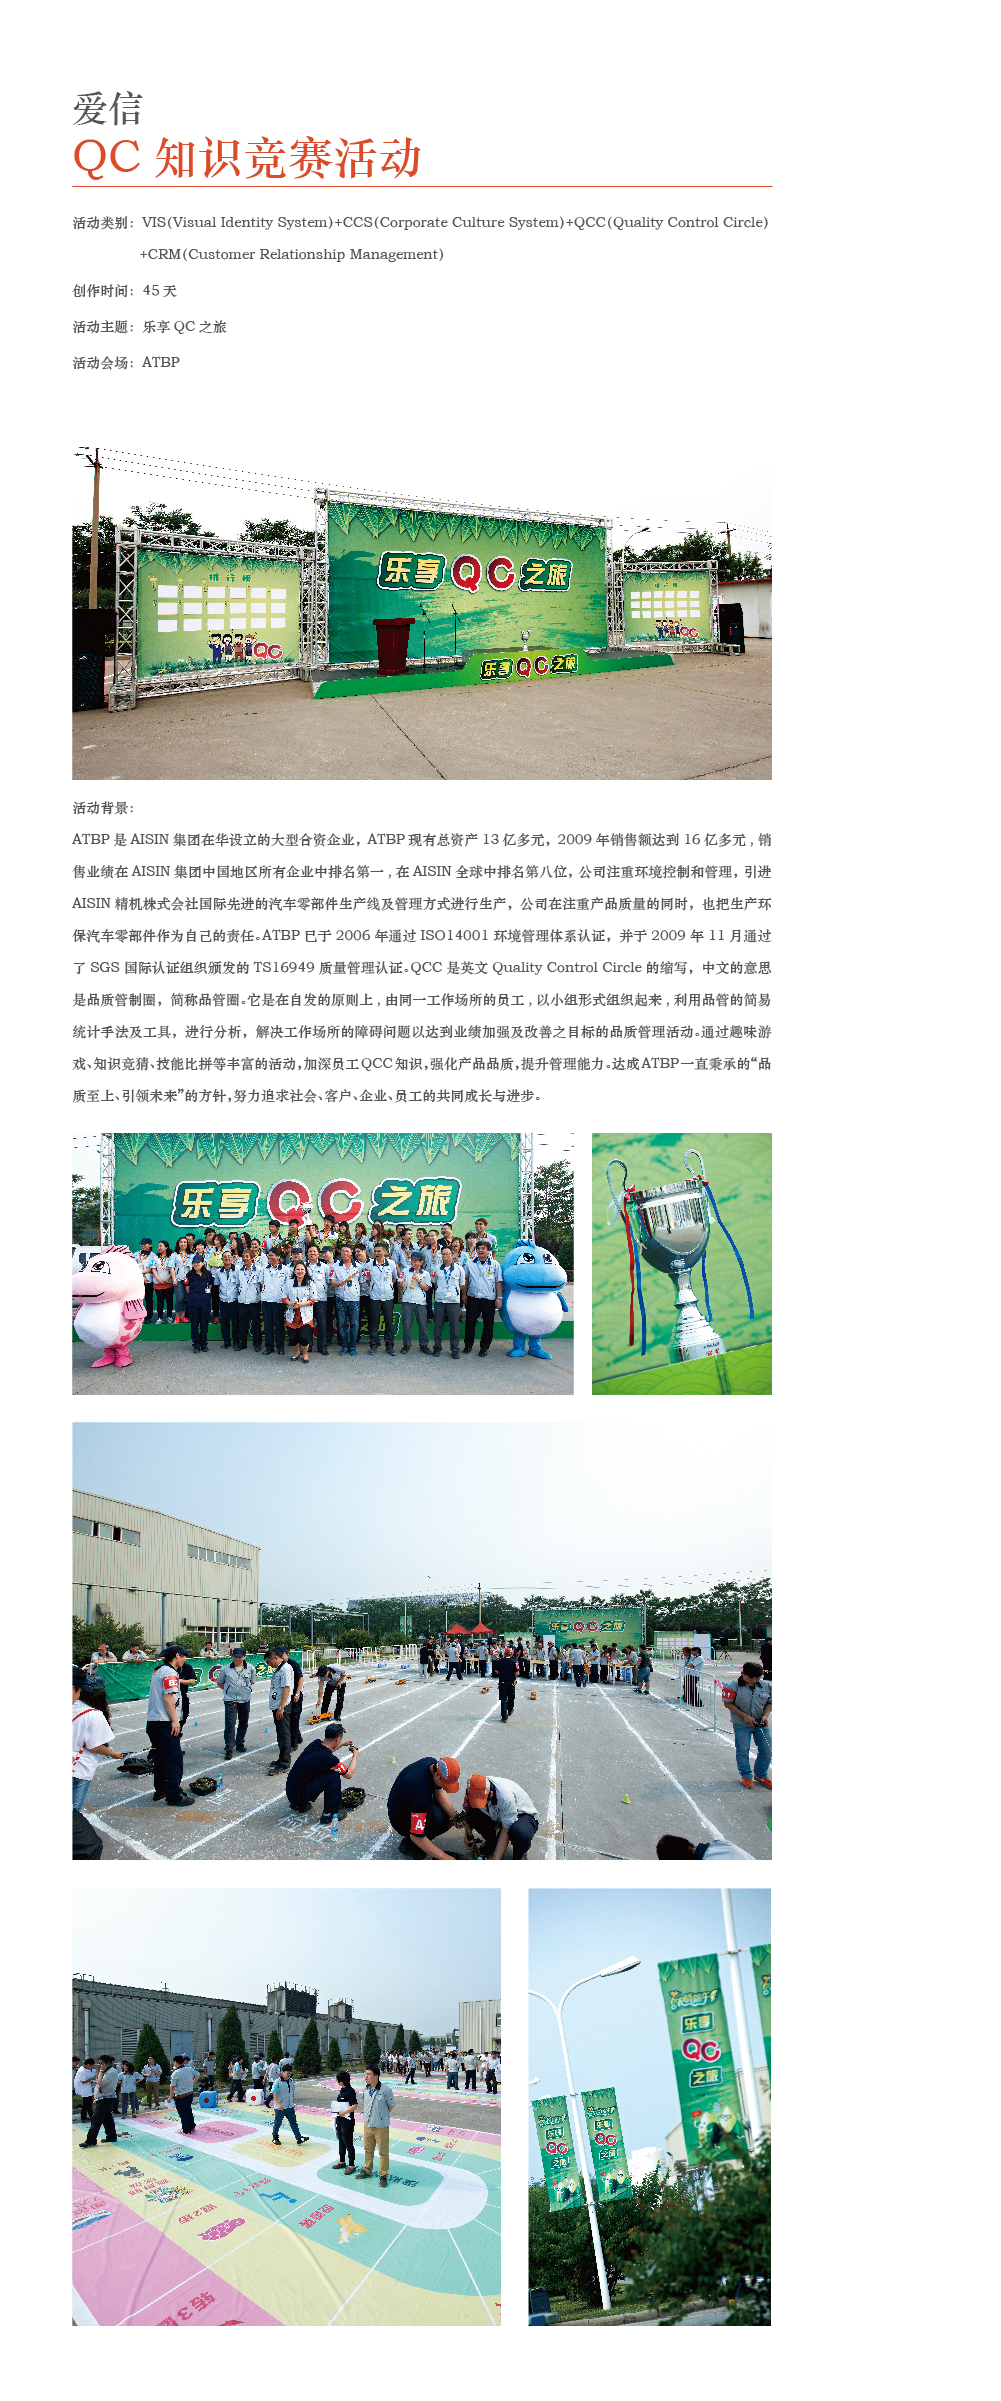 爱信
QC 知识竞赛活动
活动类别：VIS(Visual Identity System)+CCS(Corporate Culture System)+QCC(Quality Control Circle)
+CRM(Customer Relationship Management)
创作时间：45 天
活动主题：乐享 QC 之旅
活动会场：ATBP
排行榜
乐享QC之旅
排行榜
QC
QC
乐享QC之旅
活动背景：
ATBP 是 AISIN 集团在华设立的大型合资企业，ATBP 现有总资产 13 亿多元，2009 年销售额达到 16 亿多元 , 销
售业绩在 AISIN 集团中国地区所有企业中排名第一 , 在 AISIN 全球中排名第八位，公司注重环境控制和管理，引进
AISIN 精机株式会社国际先进的汽车零部件生产线及管理方式进行生产，公司在注重产品质量的同时，也把生产环
保汽车零部件作为自己的责任。ATBP 已于 2006 年通过 ISO14001 环境管理体系认证，并于 2009 年 11 月通过
了 SGS 国际认证组织颁发的 TS16949 质量管理认证。QCC 是英文 Quality Control Circle 的缩写，中文的意思
是品质管制圈，简称品管圈。它是在自发的原则上 , 由同一工作场所的员工 , 以小组形式组织起来 , 利用品管的简易
统计手法及工具，进行分析，解决工作场所的障碍问题以达到业绩加强及改善之目标的品质管理活动。通过趣味游
戏、知识竞猜、技能比拼等丰富的活动，加深员工 QCC 知识，强化产品品质，提升管理能力。达成 ATBP 一直秉承的“品
质至上、引领未来”的方针，努力追求社会、客户、企业、员工的共同成长与进步。
乐享QC之旅
乐享QC之旅
QC之旅
乐享
QC
之旅
乐享
QC
之旅
乐享
QC
之旅